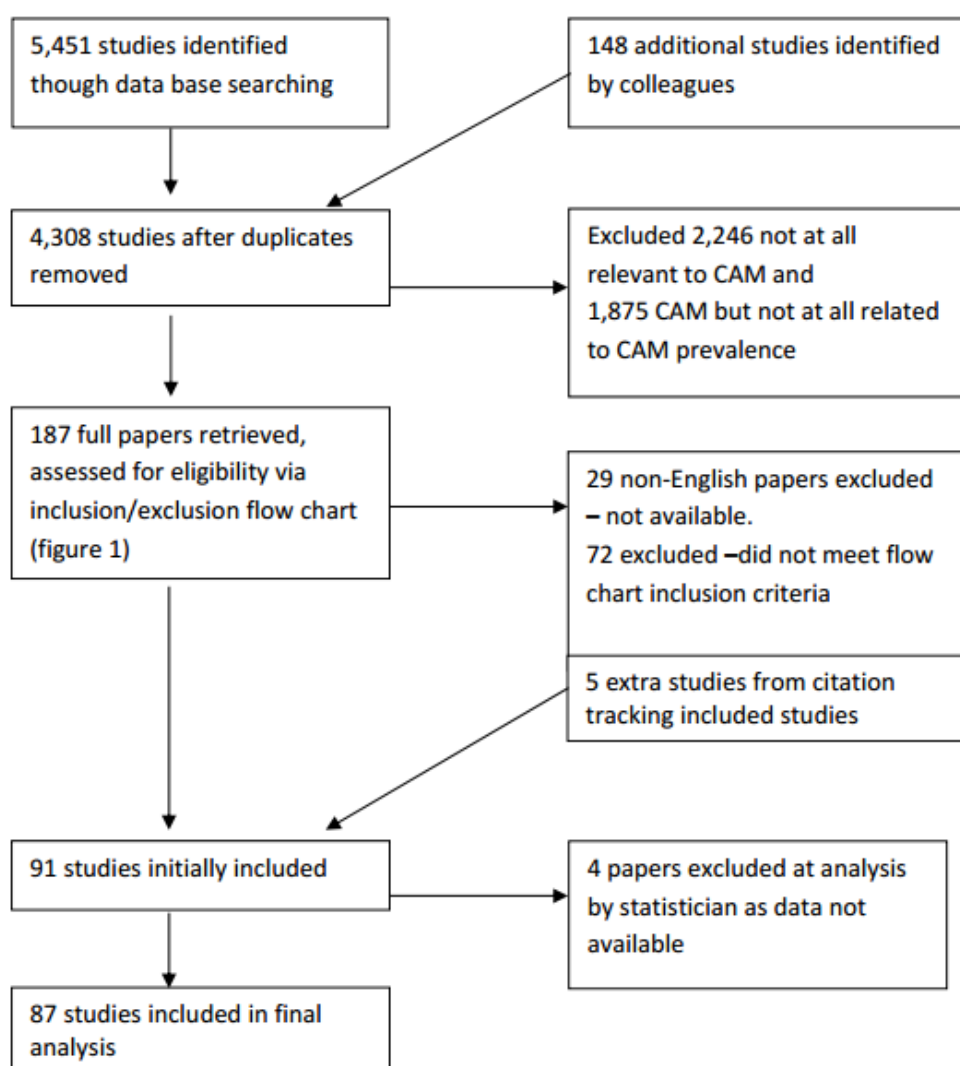 5,451 studies identified
though data base searching
148 additional studies identified
by colleagues
4,308 studies after duplicates
removed
Excluded 2,246 not at all
relevant to CAM and
1,875 CAM but not at all related
to CAM prevalence
187 full papers retrieved,
assessed for eligibility via
inclusion/exclusion flow chart
(figure 1)
29 non-English papers excluded
– not available.
72 excluded –did not meet flow
chart inclusion criteria
5 extra studies from citation
tracking included studies
91 studies initially included
4 papers excluded at analysis
by statistician as data not
available
87 studies included in final
analysis